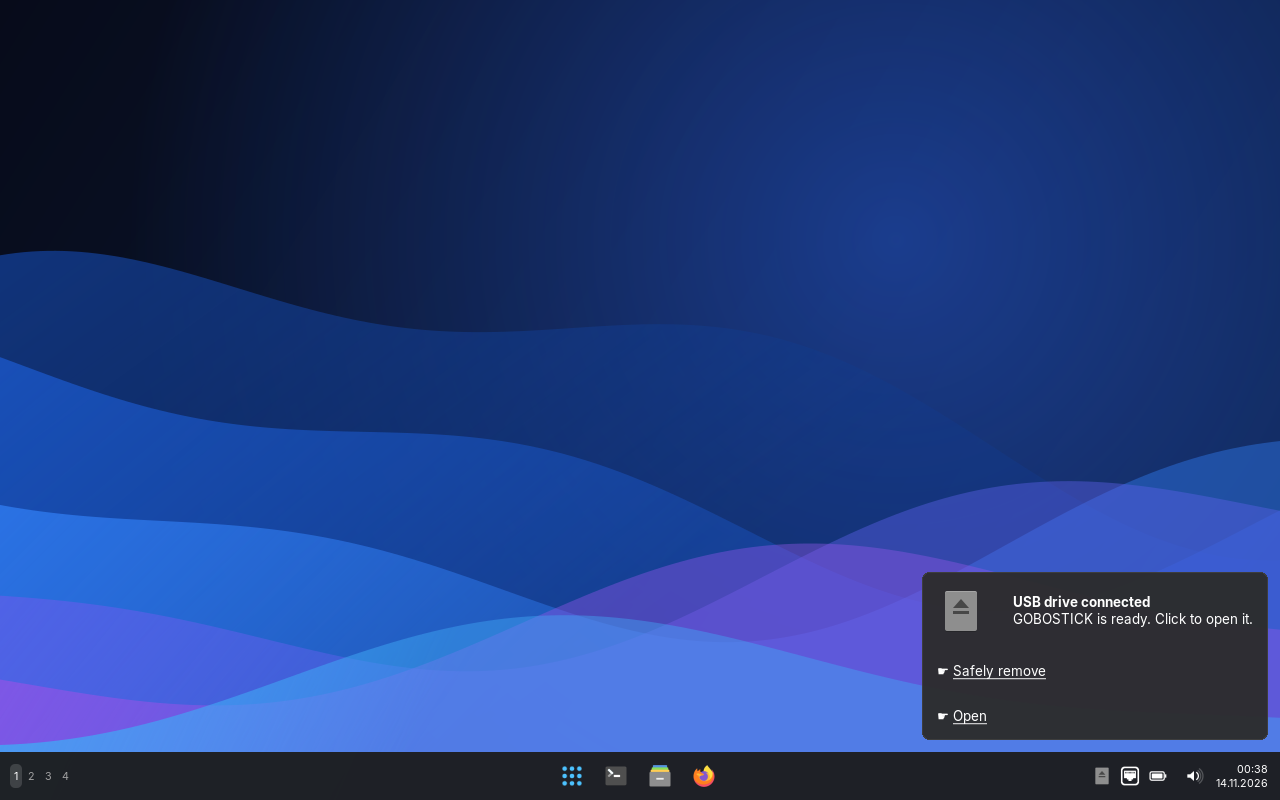 USB drive connected
GOBOSTICK is ready. Click to open it.
☛ Safely remove
☛ Open
1 2 3 4
00:38
14.11.2026